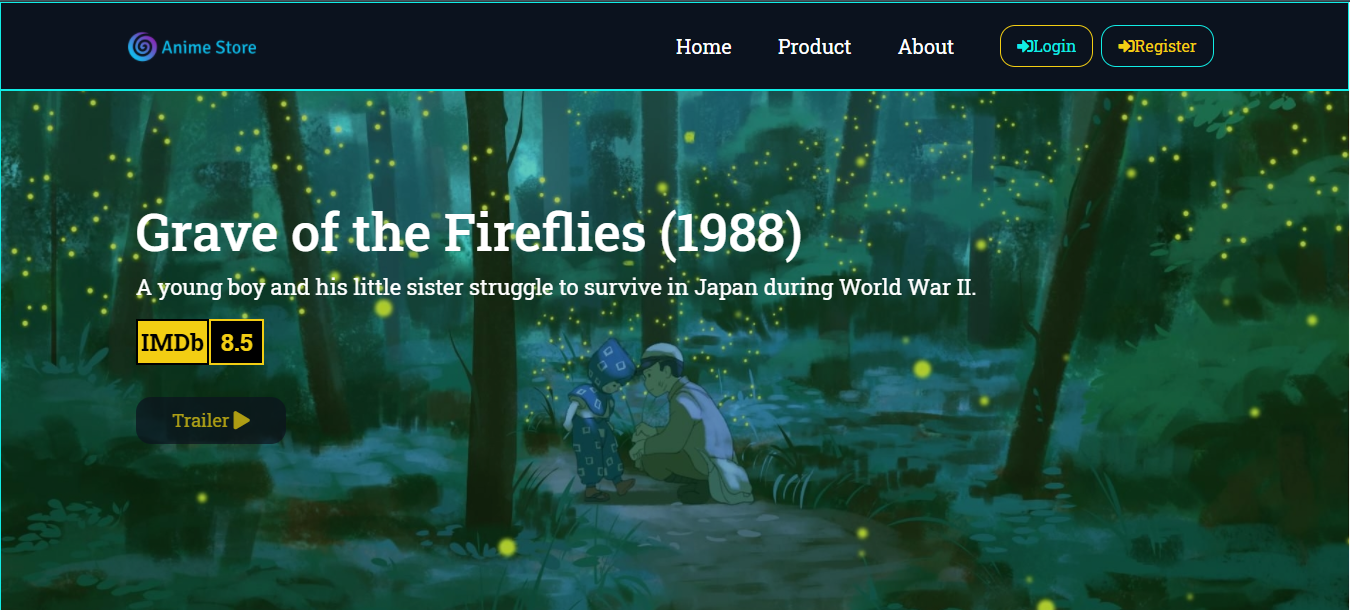 Anime Store
Home Product About Login Register
Grave of the Fireflies (1988)
A young boy and his little sister struggle to survive in Japan during World War II.
IMDb 8.5
Trailer